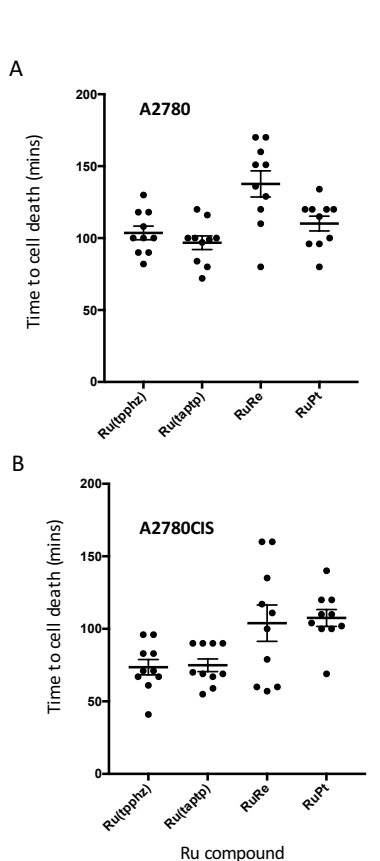 A
A2780
Time to cell death (mins)
200
150
100
50
0
Ru(tpphz)
Ru(taptp)
RuRe
RuPt
B
A2780CIS
Time to cell death (mins)
200
150
100
50
0
Ru(tpphz)
Ru(taptp)
RuRe
RuPt
Ru compound